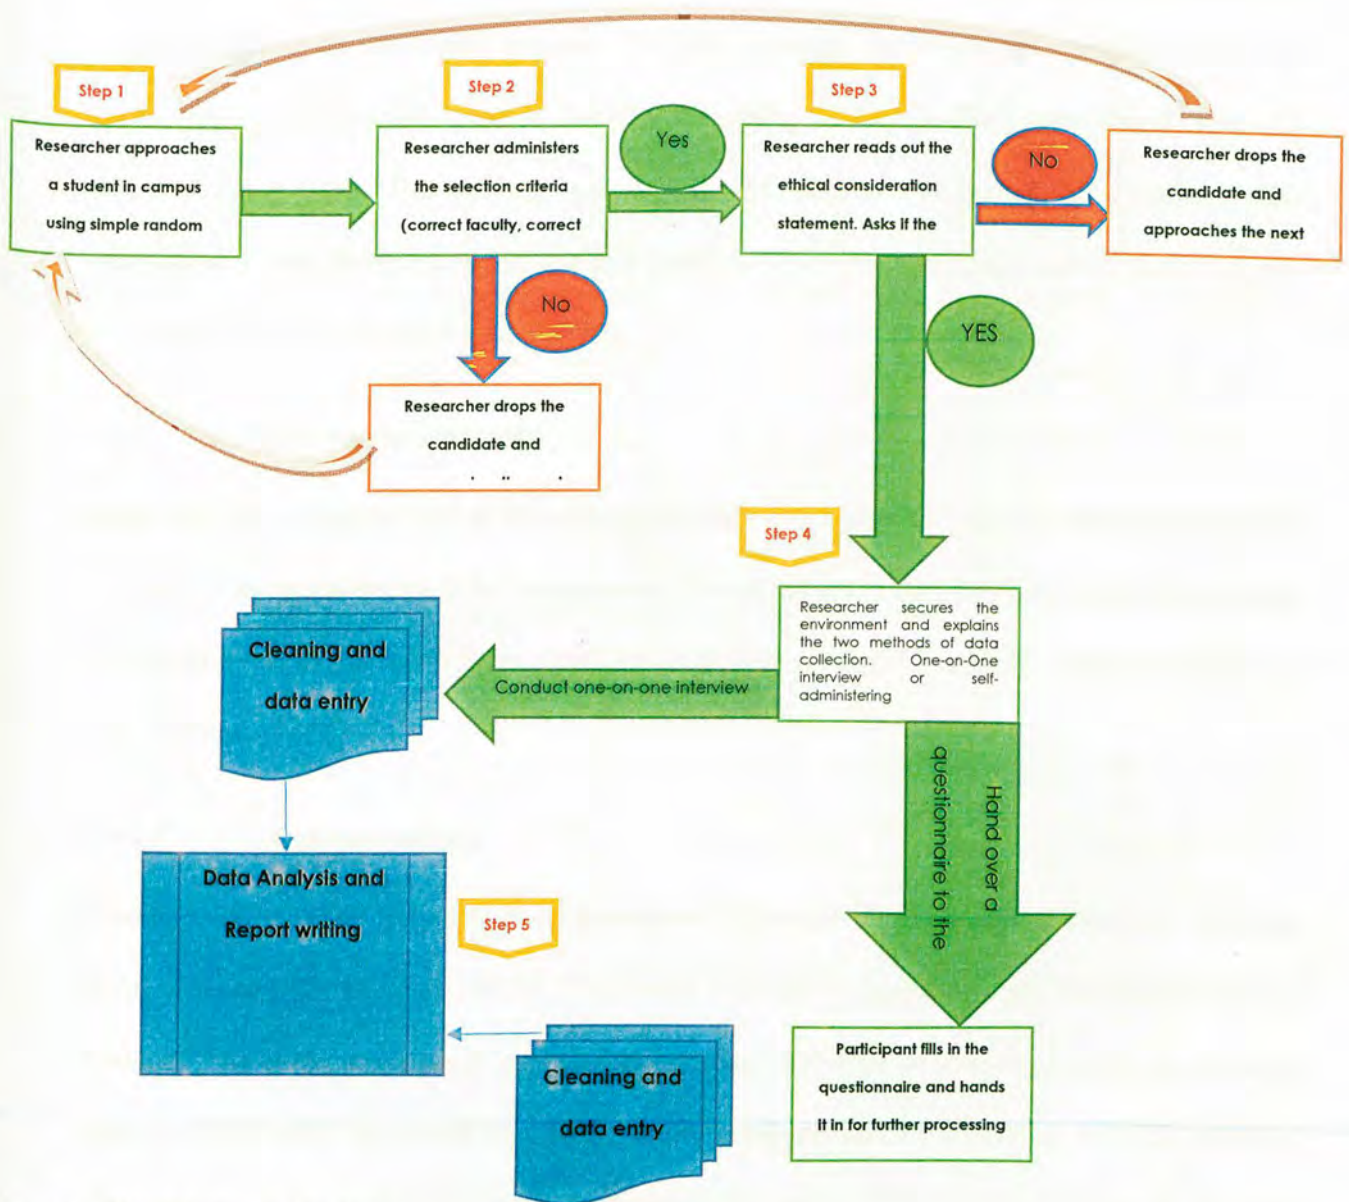 Step 1
Step 2
Step 3
Researcher approaches
a student in campus
using simple random
Researcher administers
the selection criteria
(correct faculty, correct
Yes
Researcher reads out the
ethical consideration
statement. Asks if the
No
Researcher drops the
candidate and
approaches the next
No
Researcher drops the
candidate and
YES
Step 4
Researcher secures the
environment and explains
the two methods of data
collection. One-on-One
interview or self-
administering
Conduct one-on-one interview
Cleaning and
data entry
Hand over a
questionnaire to the
Data Analysis and
Report writing
Step 5
Cleaning and
data entry
Participant fills in the
questionnaire and hands
it in for further processing